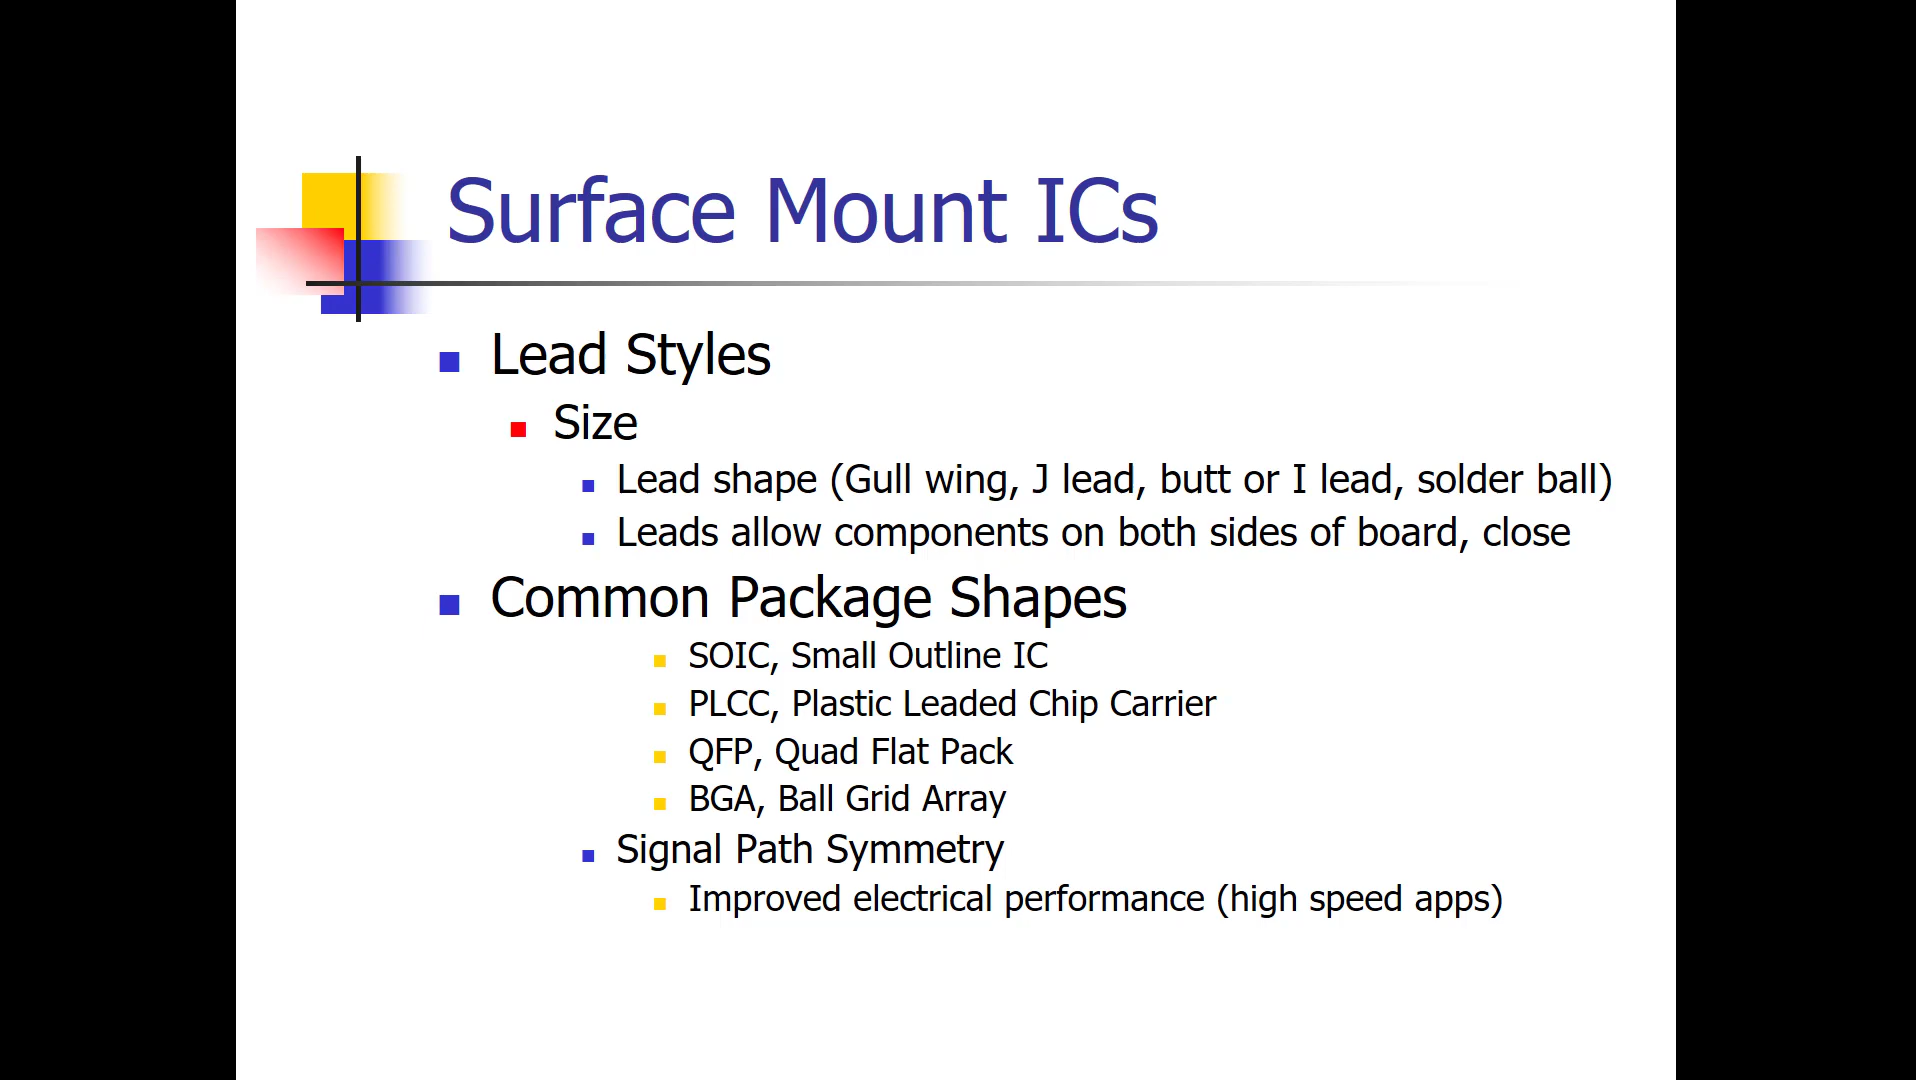 Surface Mount ICs
Lead Styles
Size
Lead shape (Gull wing, J lead, butt or I lead, solder ball)
Leads allow components on both sides of board, close
Common Package Shapes
SOIC, Small Outline IC
PLCC, Plastic Leaded Chip Carrier
QFP, Quad Flat Pack
BGA, Ball Grid Array
Signal Path Symmetry
Improved electrical performance (high speed apps)